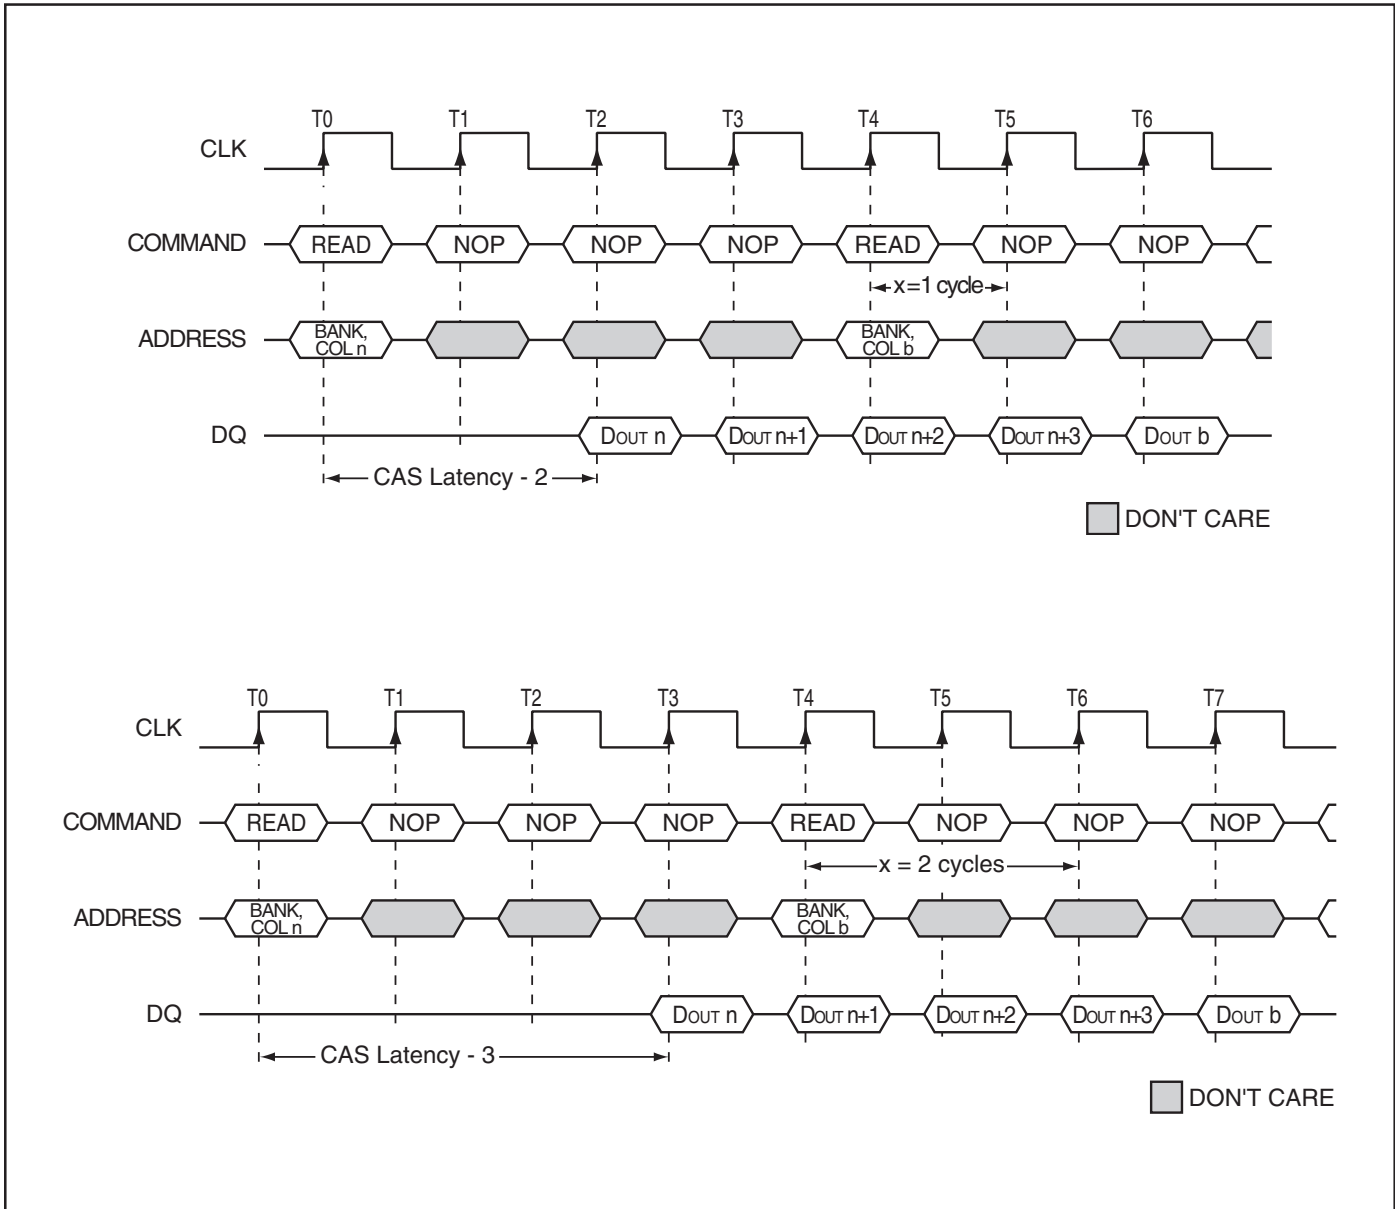 T0 T1 T2 T3 T4 T5 T6
CLK
COMMAND READ NOP NOP NOP READ NOP NOP
x=1 cycle
ADDRESS BANK, COL n BANK, COL b
DQ DOUT n DOUT n+1 DOUT n+2 DOUT n+3 DOUT b
CAS Latency - 2
DON'T CARE
T0 T1 T2 T3 T4 T5 T6 T7
CLK
COMMAND READ NOP NOP NOP READ NOP NOP NOP
x = 2 cycles
ADDRESS BANK, COL n BANK, COL b
DQ DOUT n DOUT n+1 DOUT n+2 DOUT n+3 DOUT b
CAS Latency - 3
DON'T CARE